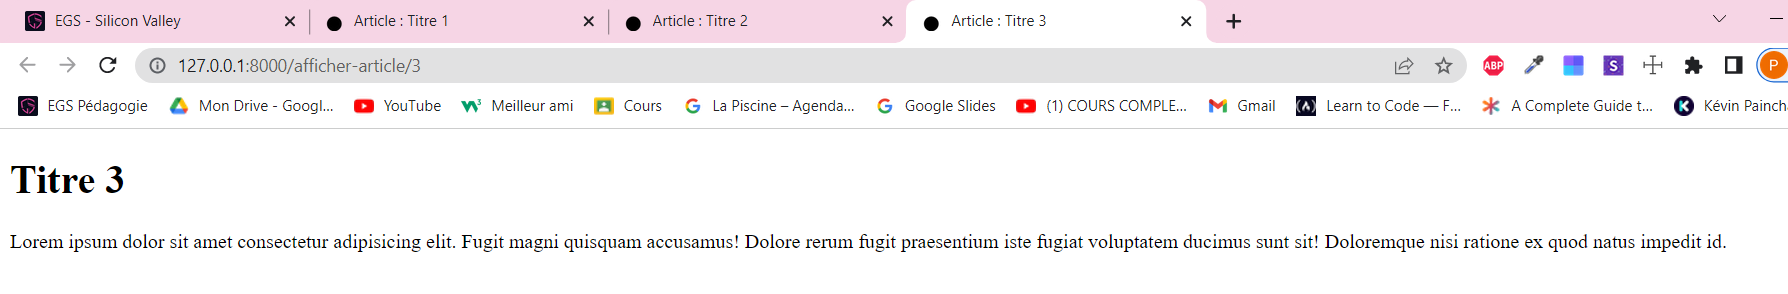 EGS - Silicon Valley Article : Titre 1 Article : Titre 2 Article : Titre 3
127.0.0.1:8000/afficher-article/3 ABP S P
EGS Pédagogie Mon Drive - Googl... YouTube W3 Meilleur ami Cours La Piscine – Agenda... Google Slides (1) COURS COMPLE... Gmail Learn to Code — F... A Complete Guide t... Kévin Painch
Titre 3
Lorem ipsum dolor sit amet consectetur adipisicing elit. Fugit magni quisquam accusamus! Dolore rerum fugit praesentium iste fugiat voluptatem ducimus sunt sit! Doloremque nisi ratione ex quod natus impedit id.